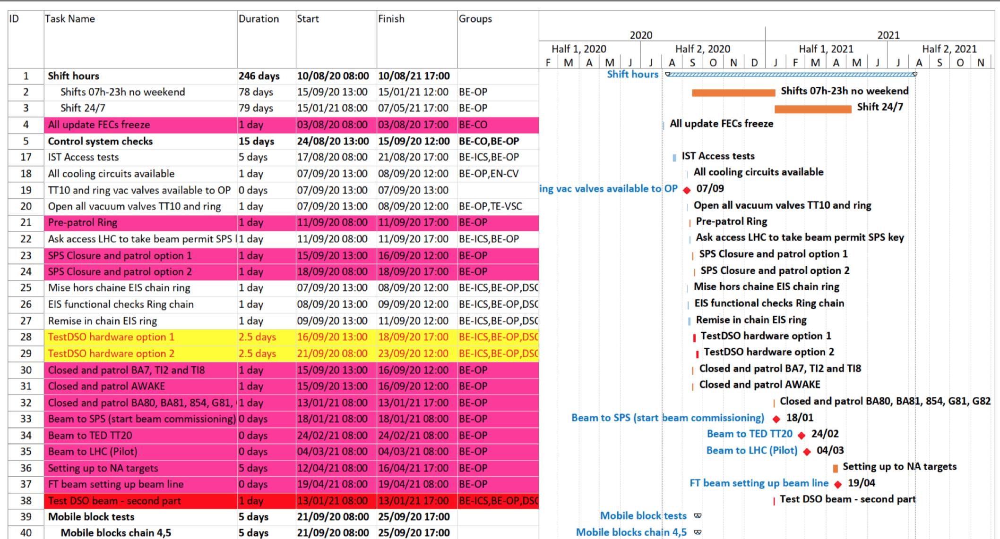 ID Task Name Duration Start Finish Groups
2020 2021
Half 1, 2020 Half 2, 2020 Half 1, 2021 Half 2, 2021
F M A M J J A S O N D J F M A M J J A S O N
1 Shift hours 246 days 10/08/20 08:00 10/08/21 17:00 Shift hours
2 Shifts 07h-23h no weekend 78 days 15/09/20 13:00 15/01/21 12:00 BE-OP Shifts 07h-23h no weekend
3 Shift 24/7 79 days 15/01/21 08:00 07/05/21 17:00 BE-OP Shift 24/7
4 All update FECs freeze 1 day 03/08/20 08:00 03/08/20 17:00 BE-CO All update FECs freeze
5 Control system checks 15 days 24/08/20 13:00 15/09/20 12:00 BE-CO,BE-OP
17 IST Access tests 5 days 17/08/20 08:00 21/08/20 17:00 BE-ICS,BE-OP IST Access tests
18 All cooling circuits available 1 day 07/09/20 13:00 08/09/20 12:00 BE-OP,EN-CV All cooling circuits available
19 TT10 and ring vac valves available to OP 0 days 07/09/20 13:00 07/09/20 13:00 ing vac valves available to OP 07/09
20 Open all vacuum valves TT10 and ring 1 day 07/09/20 13:00 08/09/20 12:00 BE-OP,TE-VSC Open all vacuum valves TT10 and ring
21 Pre-patrol Ring 1 day 11/09/20 08:00 11/09/20 17:00 BE-OP Pre-patrol Ring
22 Ask access LHC to take beam permit SPS 1 day 11/09/20 08:00 11/09/20 17:00 BE-ICS,BE-OP Ask access LHC to take beam permit SPS key
23 SPS Closure and patrol option 1 1 day 15/09/20 13:00 16/09/20 12:00 BE-OP SPS Closure and patrol option 1
24 SPS Closure and patrol option 2 1 day 18/09/20 08:00 18/09/20 17:00 BE-OP SPS Closure and patrol option 2
25 Mise hors chaine EIS chain ring 1 day 07/09/20 13:00 08/09/20 12:00 BE-ICS,BE-OP,DSO Mise hors chaine EIS chain ring
26 EIS functional checks Ring chain 1 day 08/09/20 13:00 09/09/20 12:00 BE-ICS,BE-OP,DSO EIS functional checks Ring chain
27 Remise in chain EIS ring 1 day 09/09/20 13:00 11/09/20 12:00 BE-ICS,BE-OP,DSO Remise in chain EIS ring
28 TestDSO hardware option 1 2.5 days 16/09/20 13:00 18/09/20 17:00 BE-ICS,BE-OP,DSO TestDSO hardware option 1
29 TestDSO hardware option 2 2.5 days 21/09/20 08:00 23/09/20 12:00 BE-ICS,BE-OP,DSO TestDSO hardware option 2
30 Closed and patrol BA7, TI2 and TI8 1 day 15/09/20 13:00 16/09/20 12:00 BE-OP Closed and patrol BA7, TI2 and TI8
31 Closed and patrol AWAKE 1 day 15/09/20 13:00 16/09/20 12:00 BE-OP Closed and patrol AWAKE
32 Closed and patrol BA80, BA81, 854, G81, 1 day 13/01/21 08:00 13/01/21 17:00 BE-OP Closed and patrol BA80, BA81, 854, G81, G82
33 Beam to SPS (start beam commissioning) 0 days 18/01/21 08:00 18/01/21 08:00 BE-OP Beam to SPS (start beam commissioning) 18/01
34 Beam to TED TT20 0 days 24/02/21 08:00 24/02/21 08:00 BE-OP Beam to TED TT20 24/02
35 Beam to LHC (Pilot) 0 days 04/03/21 08:00 04/03/21 08:00 BE-OP Beam to LHC (Pilot) 04/03
36 Setting up to NA targets 5 days 12/04/21 08:00 16/04/21 17:00 BE-OP Setting up to NA targets
37 FT beam setting up beam line 0 days 19/04/21 08:00 19/04/21 08:00 BE-OP FT beam setting up beam line 19/04
38 Test DSO beam - second part 1 day 13/01/21 08:00 13/01/21 17:00 BE-ICS,BE-OP,DSO Test DSO beam - second part
39 Mobile block tests 5 days 21/09/20 08:00 25/09/20 17:00 Mobile block tests
40 Mobile blocks chain 4,5 5 days 21/09/20 08:00 25/09/20 17:00 Mobile blocks chain 4,5